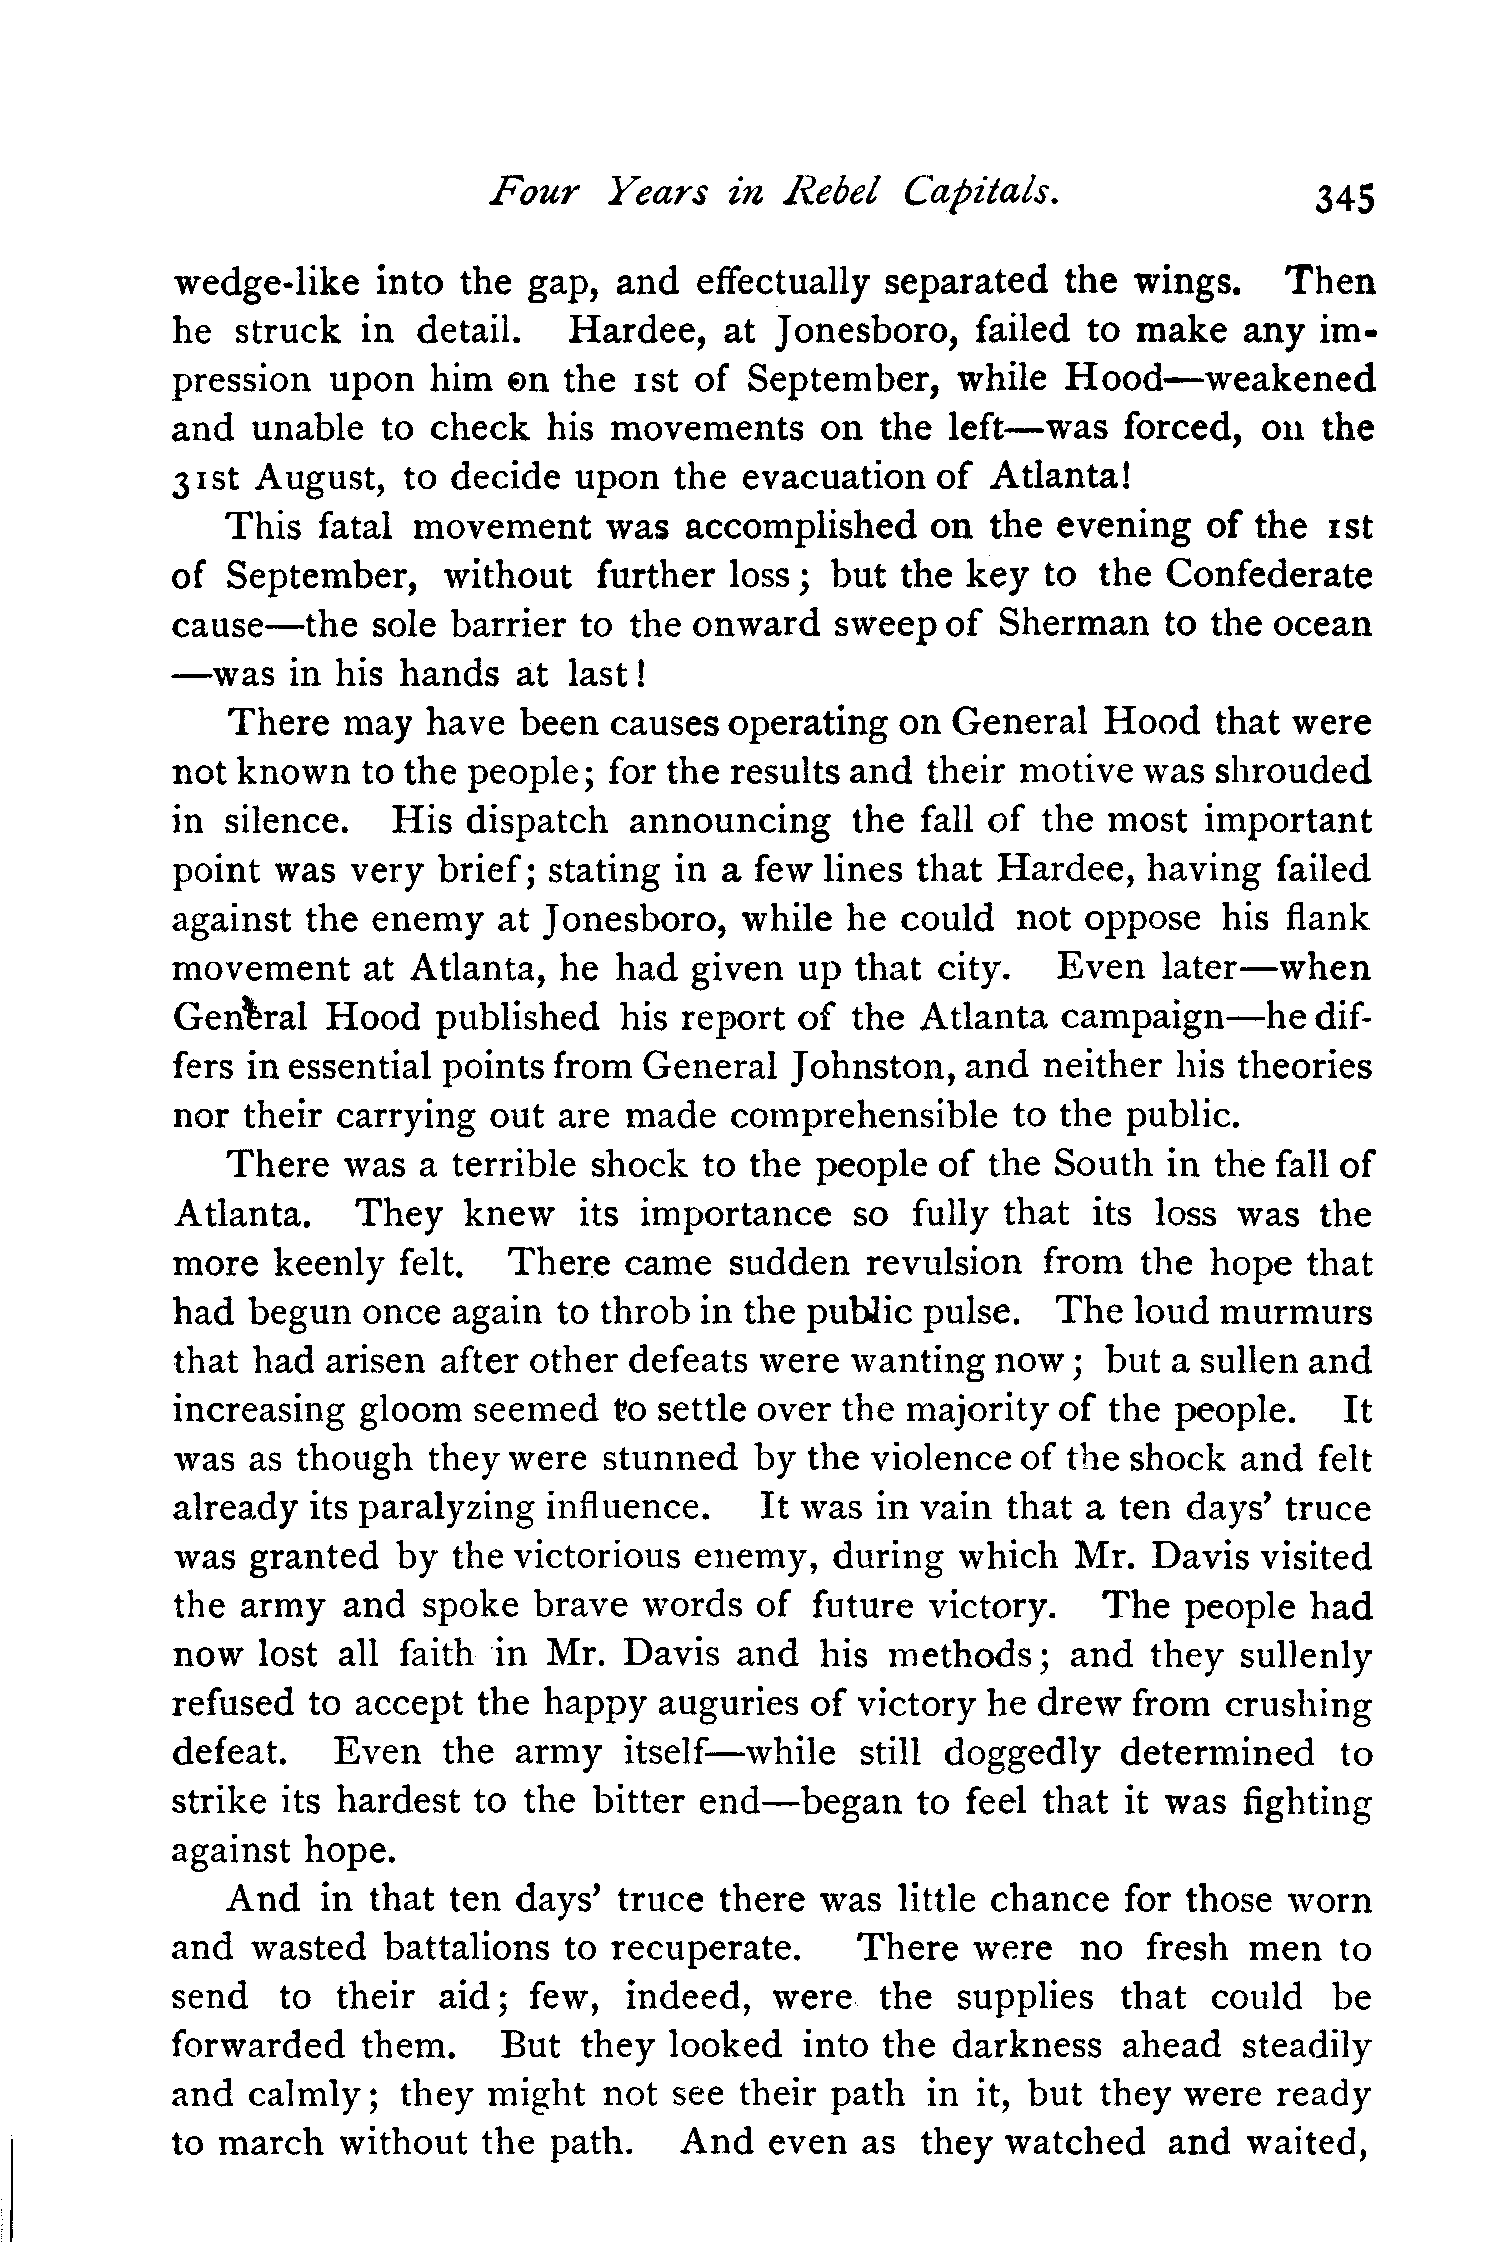 Four Years in Rebel Capitals. 345
wedge-like into the gap, and effectually separated the wings. Then
he struck in detail. Hardee, at Jonesboro, failed to make any im-
pression upon him on the 1st of September, while Hood—weakened
and unable to check his movements on the left—was forced, on the
31st August, to decide upon the evacuation of Atlanta!
This fatal movement was accomplished on the evening of the 1st
of September, without further loss; but the key to the Confederate
cause—the sole barrier to the onward sweep of Sherman to the ocean
—was in his hands at last!
There may have been causes operating on General Hood that were
not known to the people; for the results and their motive was shrouded
in silence. His dispatch announcing the fall of the most important
point was very brief; stating in a few lines that Hardee, having failed
against the enemy at Jonesboro, while he could not oppose his flank
movement at Atlanta, he had given up that city. Even later—when
General Hood published his report of the Atlanta campaign—he dif-
fers in essential points from General Johnston, and neither his theories
nor their carrying out are made comprehensible to the public.
There was a terrible shock to the people of the South in the fall of
Atlanta. They knew its importance so fully that its loss was the
more keenly felt. There came sudden revulsion from the hope that
had begun once again to throb in the public pulse. The loud murmurs
that had arisen after other defeats were wanting now; but a sullen and
increasing gloom seemed to settle over the majority of the people. It
was as though they were stunned by the violence of the shock and felt
already its paralyzing influence. It was in vain that a ten days' truce
was granted by the victorious enemy, during which Mr. Davis visited
the army and spoke brave words of future victory. The people had
now lost all faith in Mr. Davis and his methods; and they sullenly
refused to accept the happy auguries of victory he drew from crushing
defeat. Even the army itself—while still doggedly determined to
strike its hardest to the bitter end—began to feel that it was fighting
against hope.
And in that ten days' truce there was little chance for those worn
and wasted battalions to recuperate. There were no fresh men to
send to their aid; few, indeed, were the supplies that could be
forwarded them. But they looked into the darkness ahead steadily
and calmly; they might not see their path in it, but they were ready
to march without the path. And even as they watched and waited,